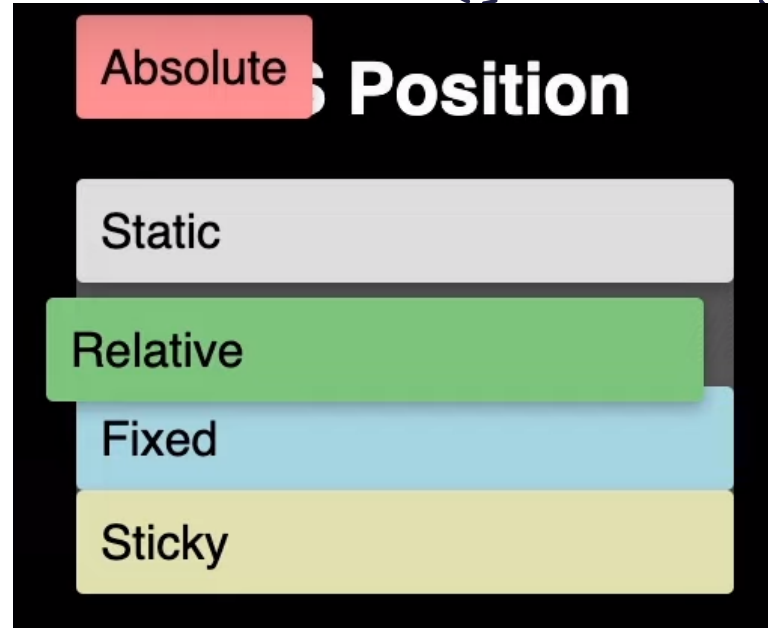 Absolute
Position
Static
Relative
Fixed
Sticky